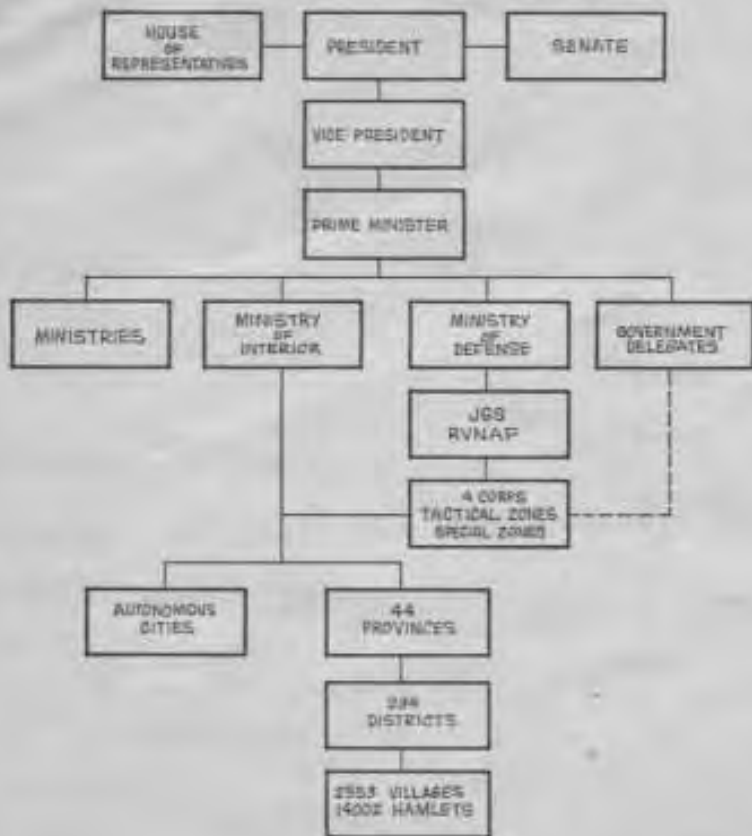 HOUSE
OF
REPRESENTATIVES
PRESIDENT
SENATE
VICE PRESIDENT
PRIME MINISTER
MINISTRIES
MINISTRY
OF
INTERIOR
MINISTRY
OF
DEFENSE
GOVERNMENT
DELEGATES
JGS
RVNAF
4 CORPS
TACTICAL ZONES
SPECIAL ZONES
AUTONOMOUS
CITIES
44
PROVINCES
DISTRICTS
VILLAGES
14002 HAMLETS